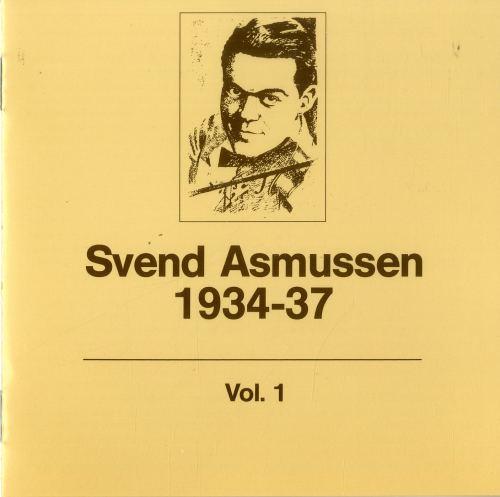 Svend Asmussen
1934-37
Vol. 1